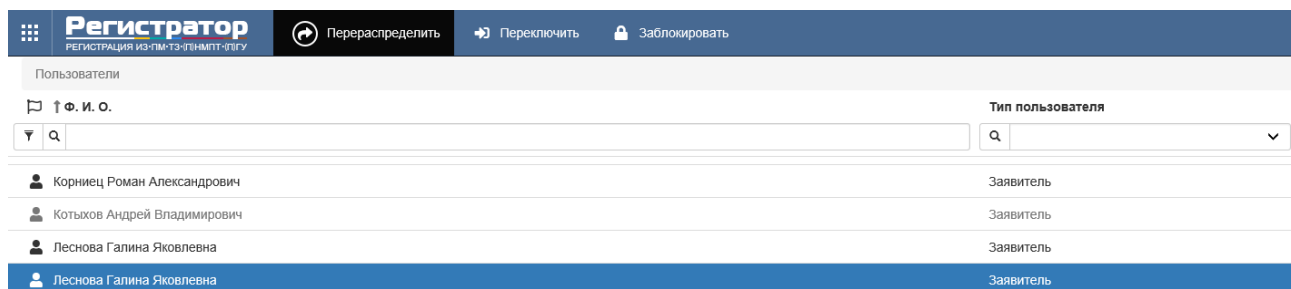 Регистратор
РЕГИСТРАЦИЯ ИЗ•ПМ•ТЗ•(П)НМПТ•(П)ГУ
Перераспределить
Переключить
Заблокировать
Пользователи
Ф. И. О.
Тип пользователя
Корниец Роман Александрович
Заявитель
Котыхов Андрей Владимирович
Заявитель
Леснова Галина Яковлевна
Заявитель
Леснова Галина Яковлевна
Заявитель